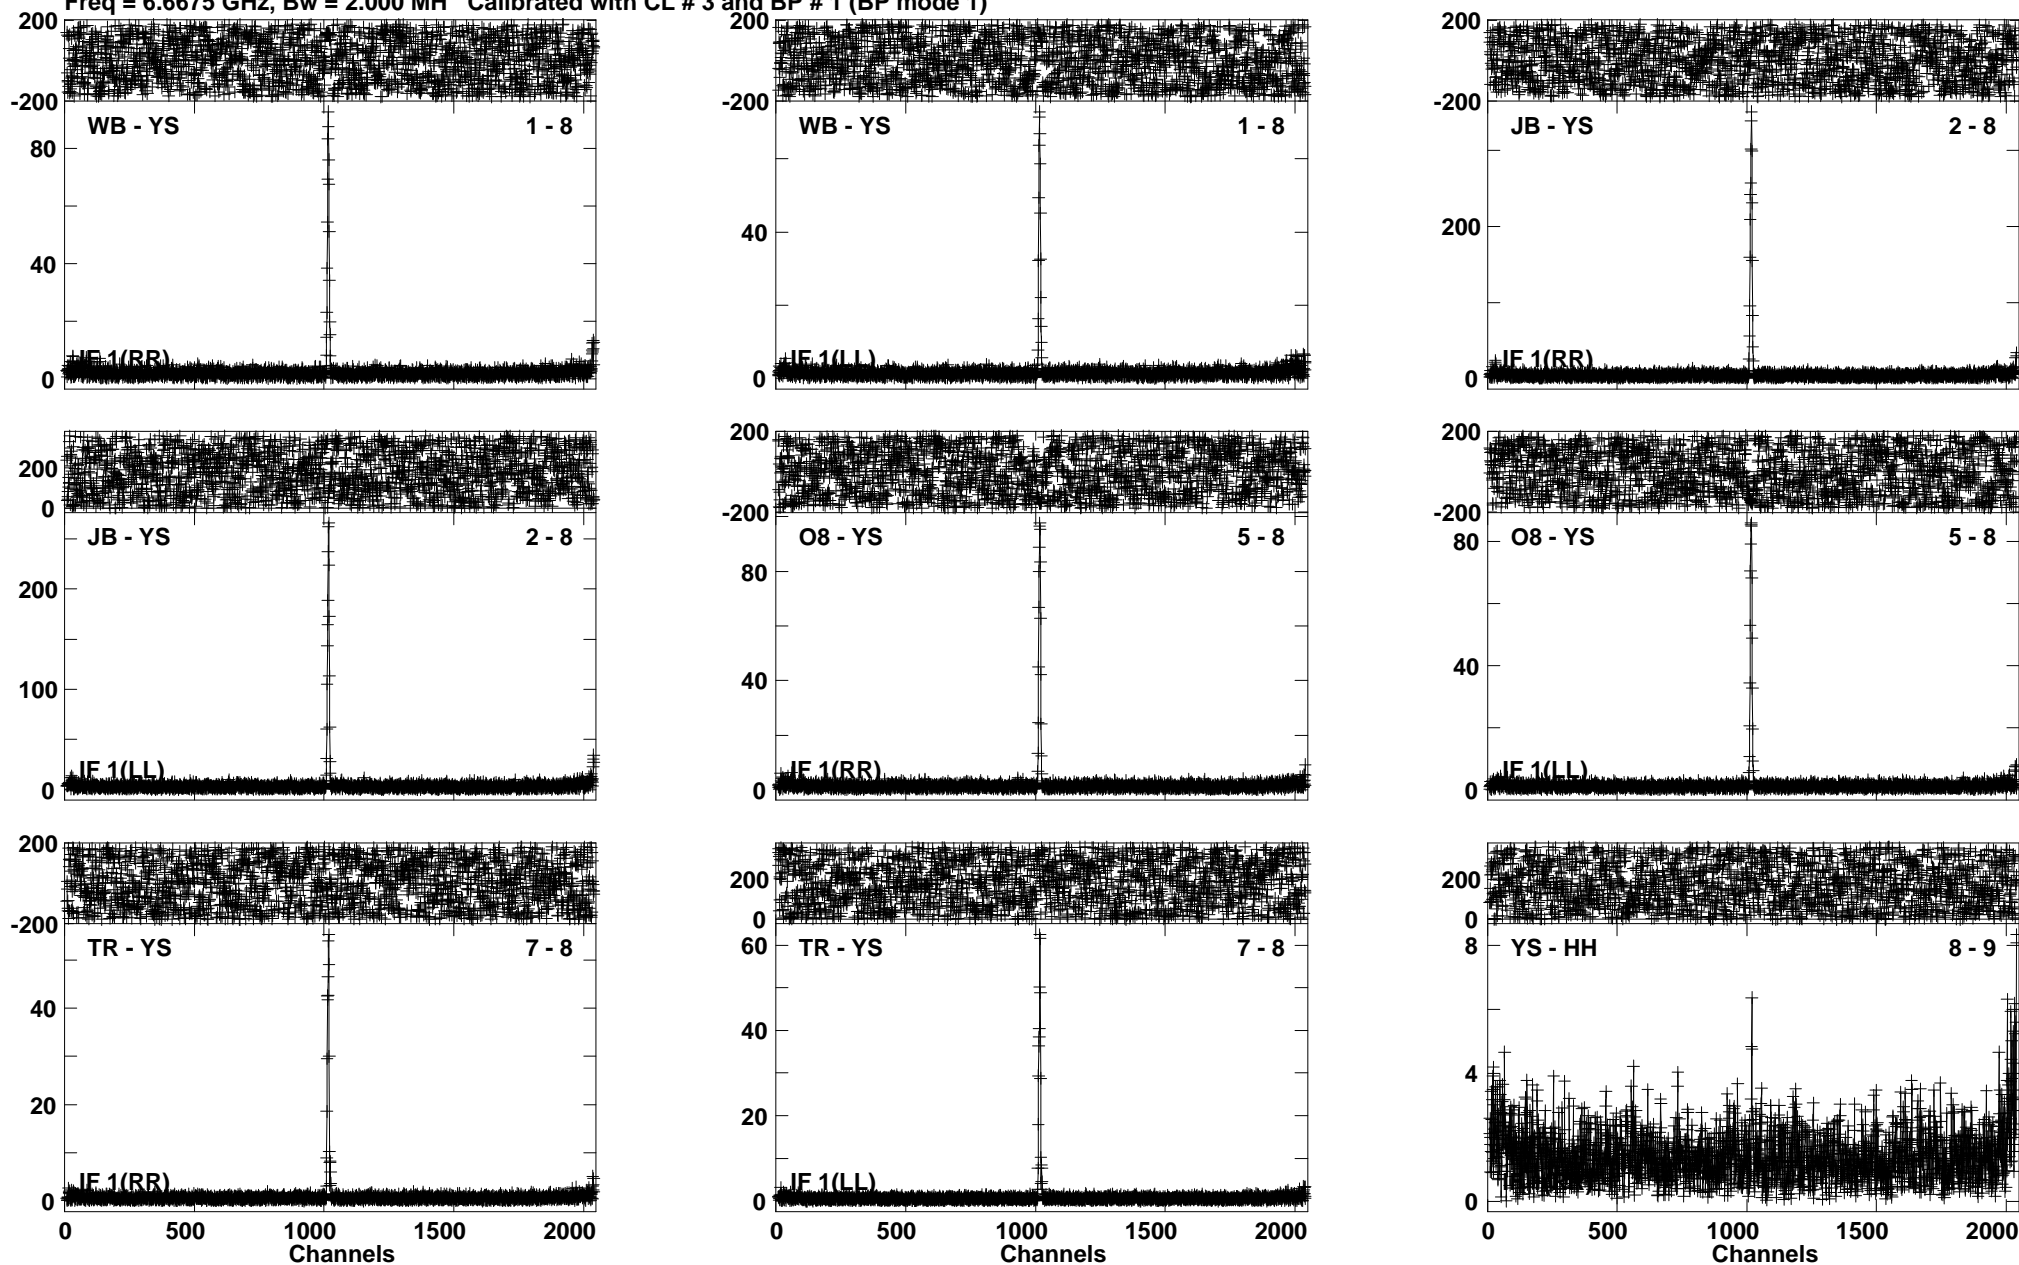 Freq = 6.6675 GHz, Bw = 2.000 MH Calibrated with CL # 3 and BP # 1 (BP mode 1)
200
-200
WB - YS 1 - 8
80
40
0
IF 1(RR)
200
-200
WB - YS 1 - 8
40
0
IF 1(LL)
200
-200
JB - YS 2 - 8
200
0
IF 1(RR)
200
0
JB - YS 2 - 8
200
100
0
IF 1(LL)
200
-200
O8 - YS 5 - 8
80
40
0
IF 1(RR)
200
-200
O8 - YS 5 - 8
80
40
0
IF 1(LL)
200
-200
TR - YS 7 - 8
40
20
0
IF 1(RR)
0 500 1000 1500 2000
Channels
200
0
TR - YS 7 - 8
60
40
20
0
IF 1(LL)
0 500 1000 1500 2000
Channels
200
0
YS - HH 8 - 9
8
4
0
0 500 1000 1500 2000
Channels